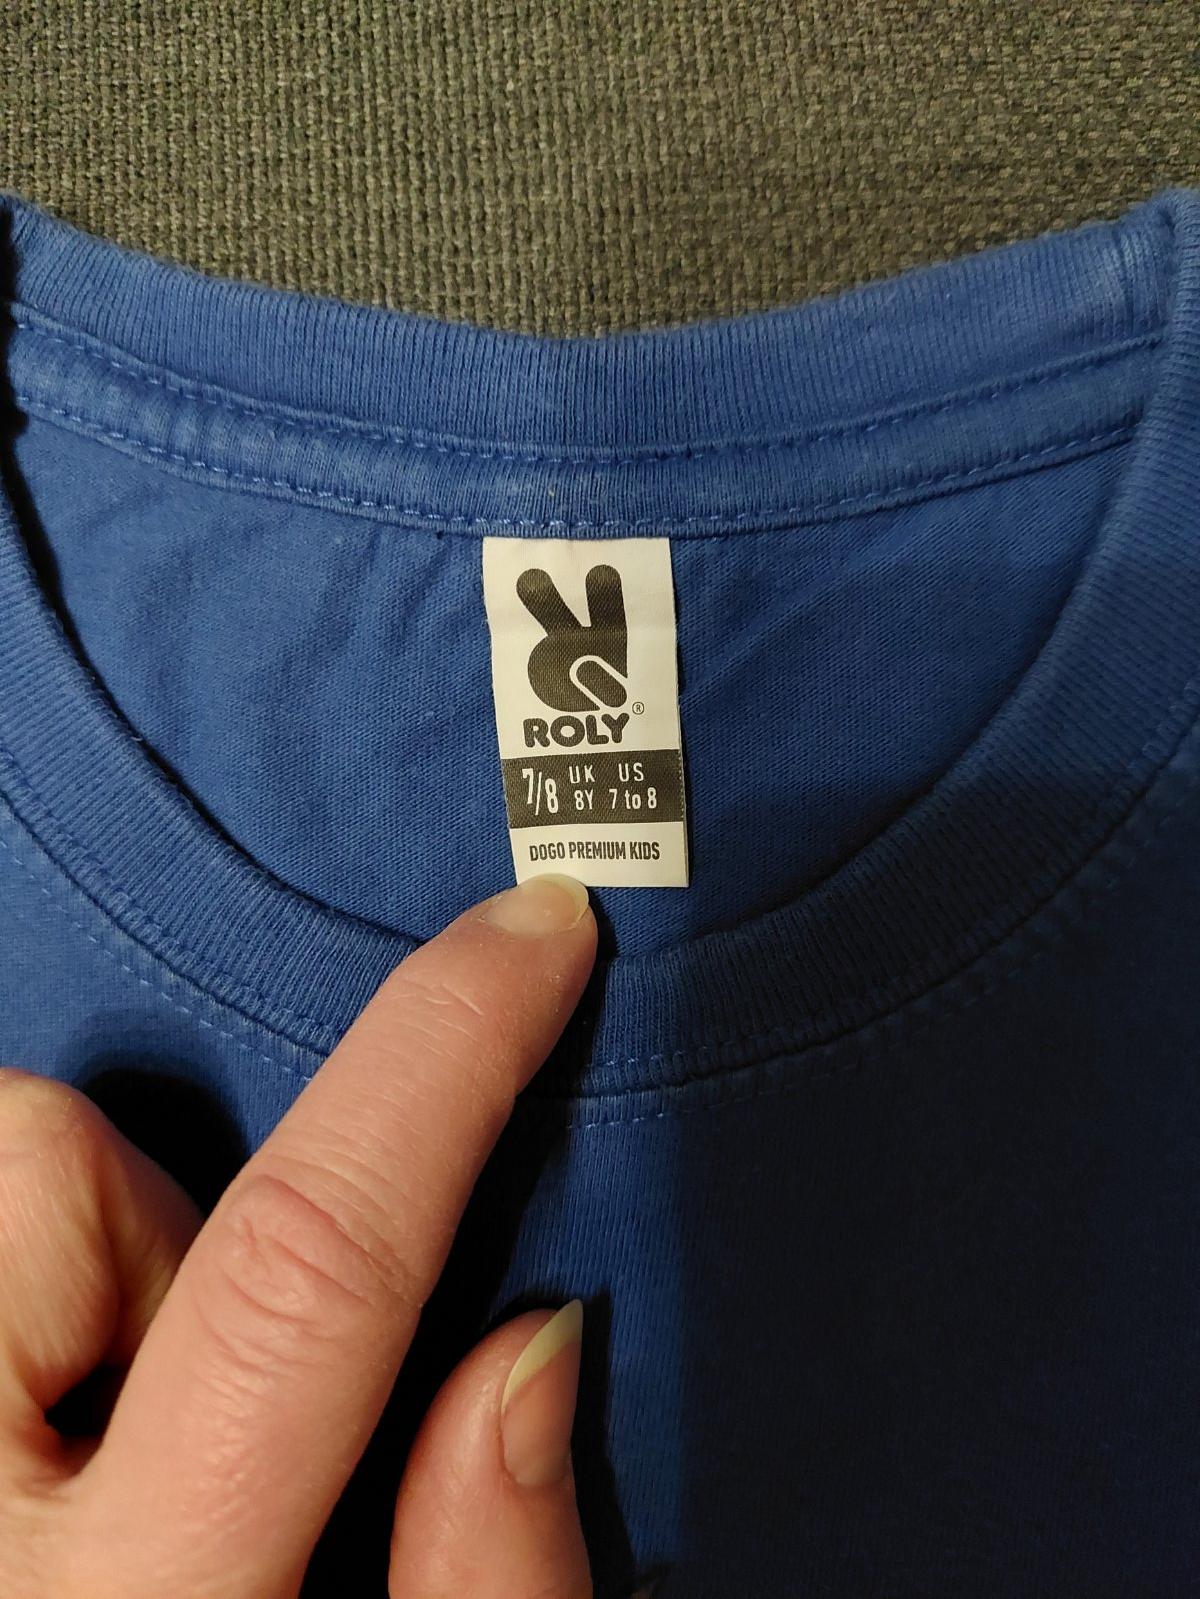 ROLY®
7/8 UK US
8Y 7 to 8
DOGO PREMIUM KIDS